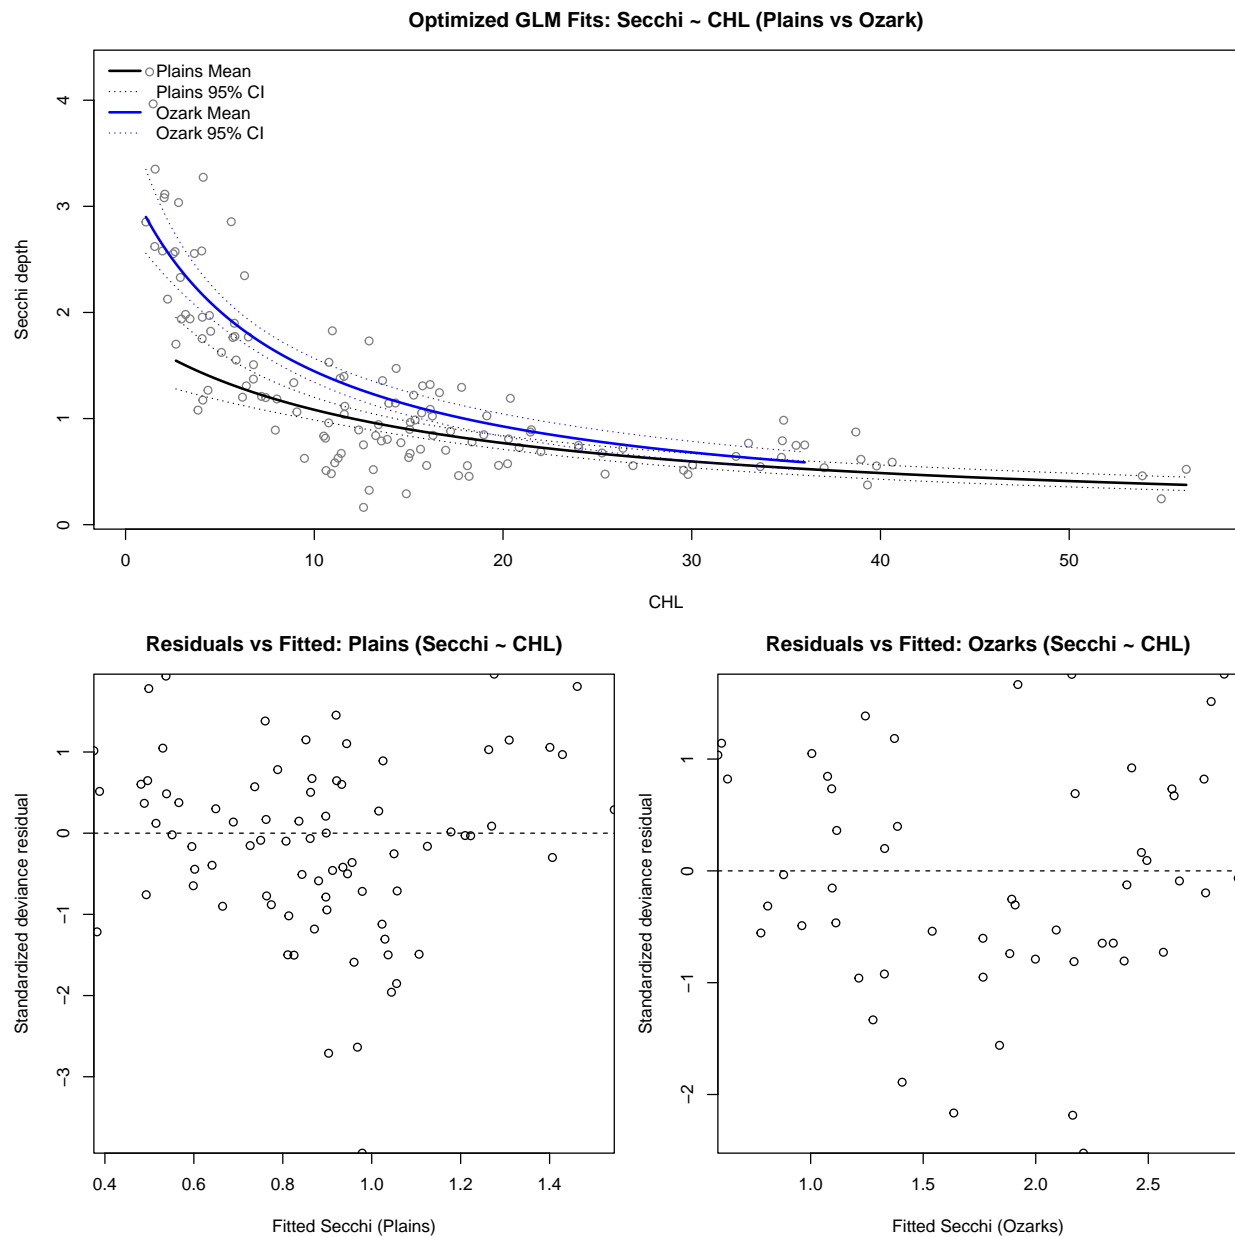 Optimized GLM Fits: Secchi ~ CHL (Plains vs Ozark)
Plains Mean
Plains 95% CI
Ozark Mean
Ozark 95% CI
Secchi depth
4
3
2
1
0
0 10 20 30 40 50
CHL
Residuals vs Fitted: Plains (Secchi ~ CHL)
Standardized deviance residual
1
0
−1
−2
−3
0.4 0.6 0.8 1.0 1.2 1.4
Fitted Secchi (Plains)
Residuals vs Fitted: Ozarks (Secchi ~ CHL)
Standardized deviance residual
1
0
−1
−2
1.0 1.5 2.0 2.5
Fitted Secchi (Ozarks)